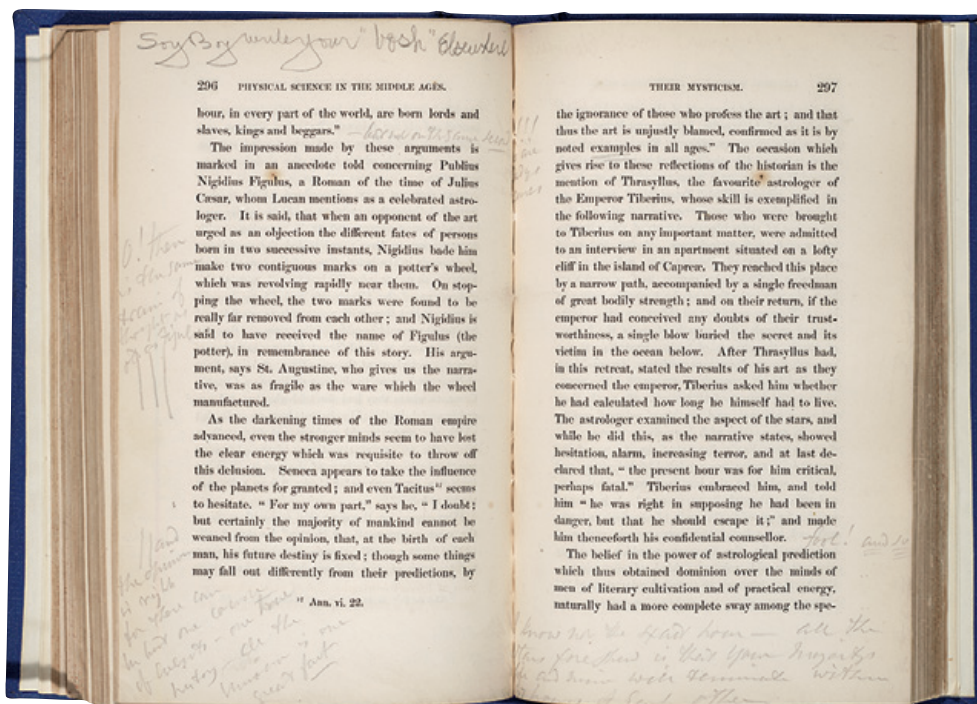 Soy Boy write your "bosh" Elsewhere
296 PHYSICAL SCIENCE IN THE MIDDLE AGES.
hour, in every part of the world, are born lords and
slaves, kings and beggars."
The impression made by these arguments is
marked in an anecdote told concerning Publius
Nigidius Figulus, a Roman of the time of Julius
Cæsar, whom Lucan mentions as a celebrated astro-
loger. It is said, that when an opponent of the art
urged as an objection the different fates of persons
born in two successive instants, Nigidius bade him
make two contiguous marks on a potter's wheel,
which was revolving rapidly near them. On stop-
ping the wheel, the two marks were found to be
really far removed from each other; and Nigidius is
said to have received the name of Figulus (the
potter), in remembrance of this story. His argu-
ment, says St. Augustine, who gives us the narra-
tive, was as fragile as the ware which the wheel
manufactured.
As the darkening times of the Roman empire
advanced, even the stronger minds seem to have lost
the clear energy which was requisite to throw off
this delusion. Seneca appears to take the influence
of the planets for granted; and even Tacitus¹⁷ seems
to hesitate. "For my own part," says he, "I doubt;
but certainly the majority of mankind cannot be
weaned from the opinion, that, at the birth of each
man, his future destiny is fixed; though some things
may fall out differently from their predictions, by
¹⁷ Ann. vi. 22.
O! then
is the same
great fact
THEIR MYSTICISM. 297
the ignorance of those who profess the art; and that
thus the art is unjustly blamed, confirmed as it is by
noted examples in all ages." The occasion which
gives rise to these reflections of the historian is the
mention of Thrasyllus, the favourite astrologer of
the Emperor Tiberius, whose skill is exemplified in
the following narrative. Those who were brought
to Tiberius on any important matter, were admitted
to an interview in an apartment situated on a lofty
cliff in the island of Capreæ. They reached this place
by a narrow path, accompanied by a single freedman
of great bodily strength; and on their return, if the
emperor had conceived any doubts of their trust-
worthiness, a single blow buried the secret and its
victim in the ocean below. After Thrasyllus had,
in this retreat, stated the results of his art as they
concerned the emperor, Tiberius asked him whether
he had calculated how long he himself had to live.
The astrologer examined the aspect of the stars, and
while he did this, as the narrative states, showed
hesitation, alarm, increasing terror, and at last de-
clared that, "the present hour was for him critical,
perhaps fatal." Tiberius embraced him, and told
him "he was right in supposing he had been in
danger, but that he should escape it;" and made
him thenceforth his confidential counsellor.
fool! and so
The belief in the power of astrological prediction
which thus obtained dominion over the minds of
men of literary cultivation and of practical energy,
naturally had a more complete sway among the spe-
know not the exact hour — all the